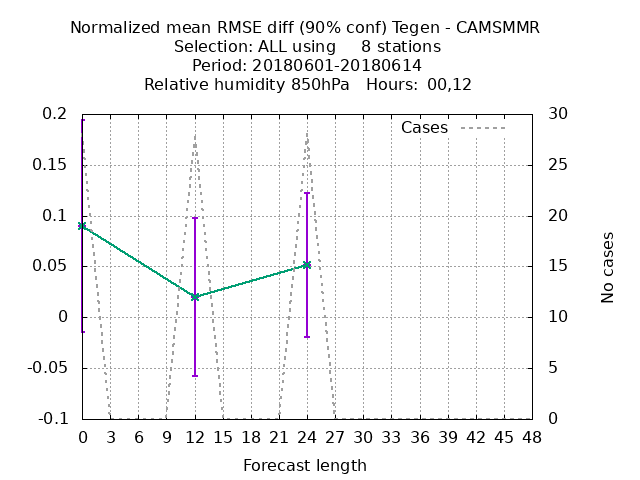 Normalized mean RMSE diff (90% conf) Tegen - CAMSMMR
Selection: ALL using     8 stations
Period: 20180601-20180614
Relative humidity 850hPa   Hours:  00,12
Cases
0.2
0.15
0.1
0.05
0
-0.05
-0.1
30
25
20
15
10
5
0
No cases
0 3 6 9 12 15 18 21 24 27 30 33 36 39 42 45 48
Forecast length